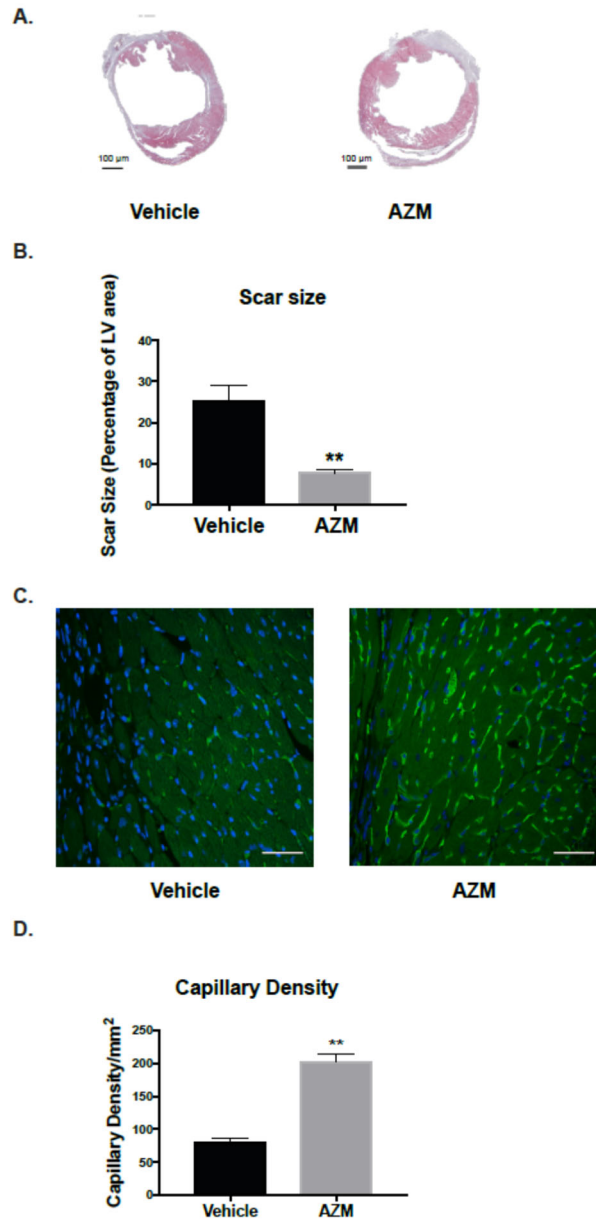 A.
100 µm
100 µm
Vehicle
AZM
B.
Scar size
Scar Size (Percentage of LV area)
40
30
20
10
0
**
Vehicle
AZM
C.
Vehicle
AZM
D.
Capillary Density
Capillary Density/mm²
250
200
150
100
50
0
**
Vehicle
AZM